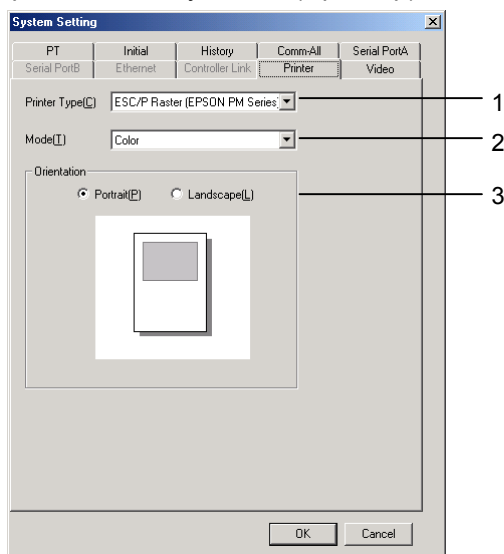 System Setting
PT Initial History Comm-All Serial PortA
Serial PortB Ethernet Controller Link Printer Video
Printer Type(C) ESC/P Raster (EPSON PM Series) 1
Mode(T) Color 2
Orientation
Portrait(P) Landscape(L) 3
OK Cancel